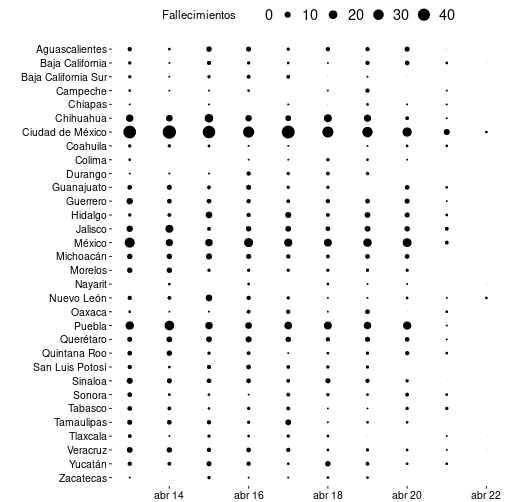 Fallecimientos 0 10 20 30 40
Aguascalientes
Baja California
Baja California Sur
Campeche
Chiapas
Chihuahua
Ciudad de México
Coahuila
Colima
Durango
Guanajuato
Guerrero
Hidalgo
Jalisco
México
Michoacán
Morelos
Nayarit
Nuevo León
Oaxaca
Puebla
Querétaro
Quintana Roo
San Luis Potosí
Sinaloa
Sonora
Tabasco
Tamaulipas
Tlaxcala
Veracruz
Yucatán
Zacatecas
abr 14 abr 16 abr 18 abr 20 abr 22